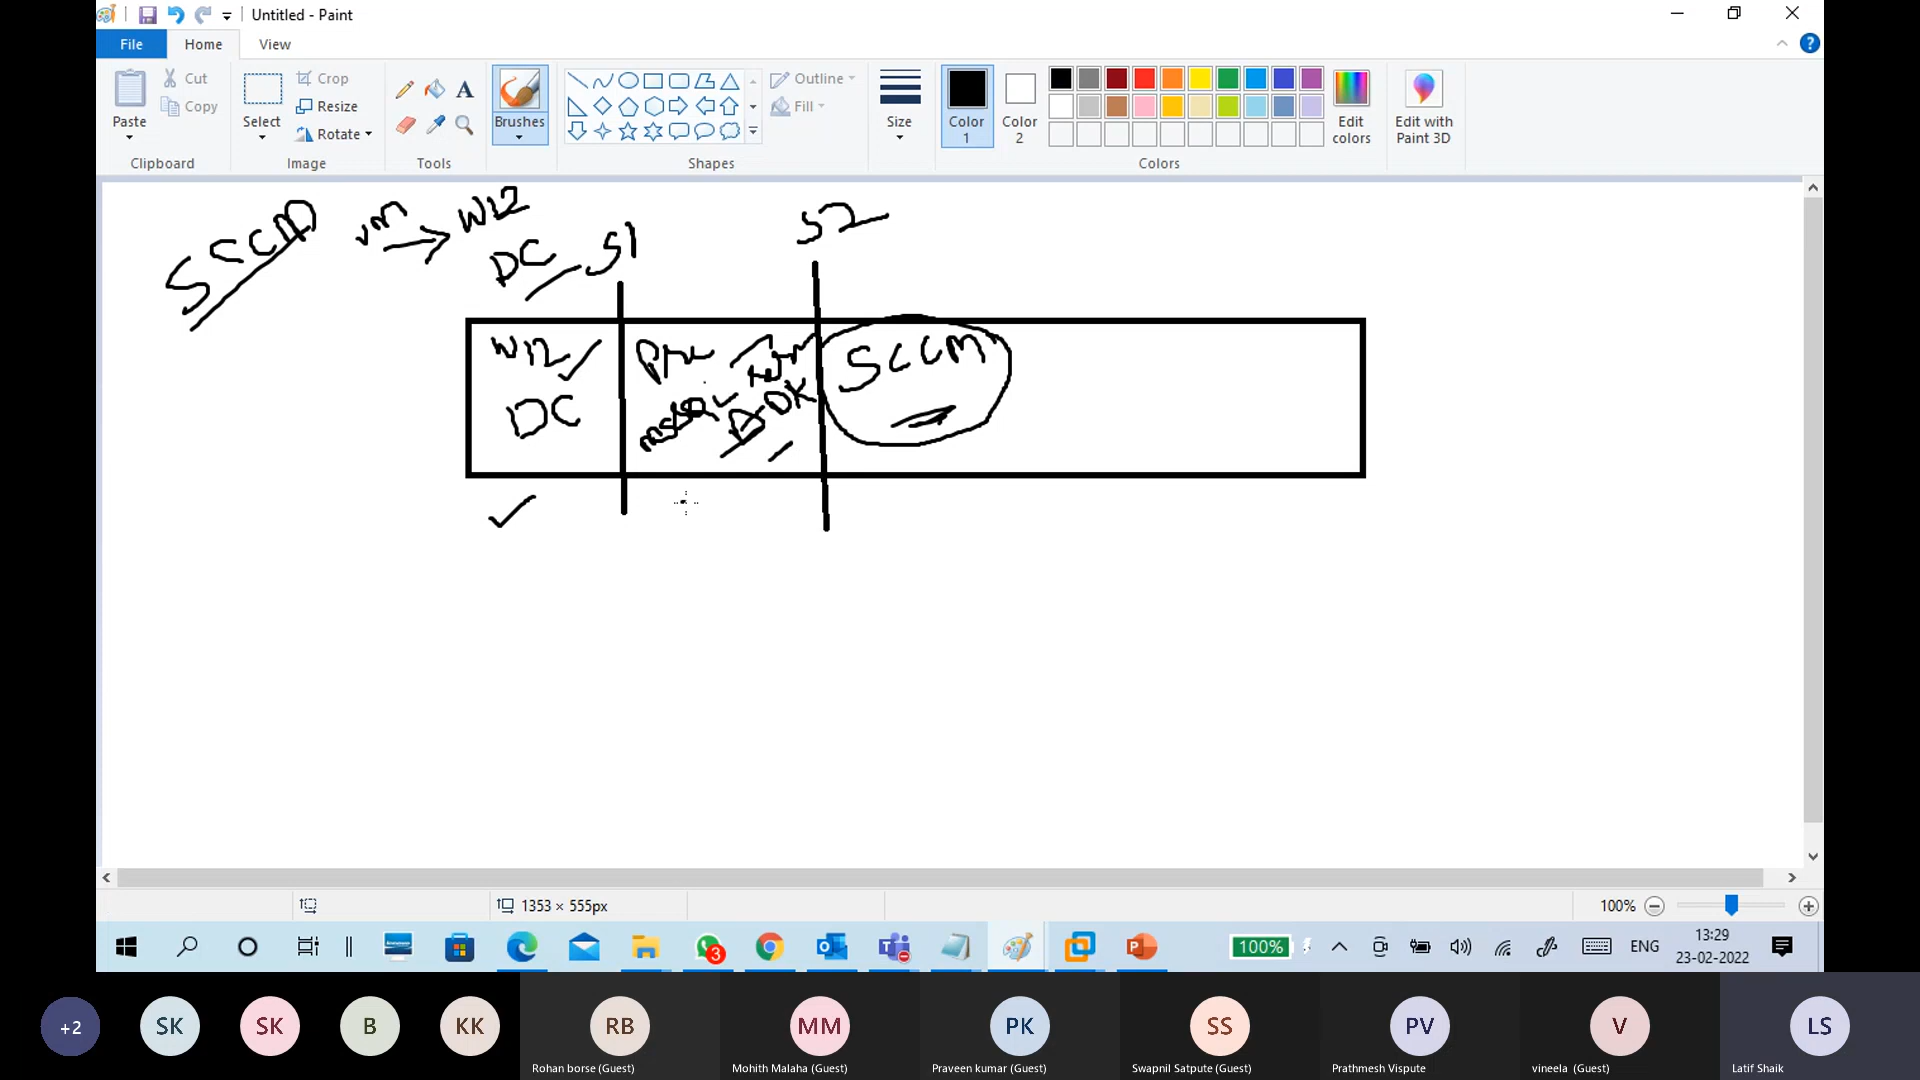 Untitled - Paint
File
Home
View
Paste
Cut
Copy
Clipboard
Select
Crop
Resize
Rotate
Image
Tools
Brushes
Outline
Fill
Shapes
Size
Color 1
Color 2
Edit colors
Edit with Paint 3D
Colors
SCCM
VM
W12
DC
S1
S2
W12
DC
SCCM
1353 × 555px
100%
3
100%
ENG
13:29
23-02-2022
+2
SK
SK
B
KK
RB
Rohan borse (Guest)
MM
Mohith Malaha (Guest)
PK
Praveen kumar (Guest)
SS
Swapnil Satpute (Guest)
PV
Prathmesh Vispute
V
vineela (Guest)
LS
Latif Shaik